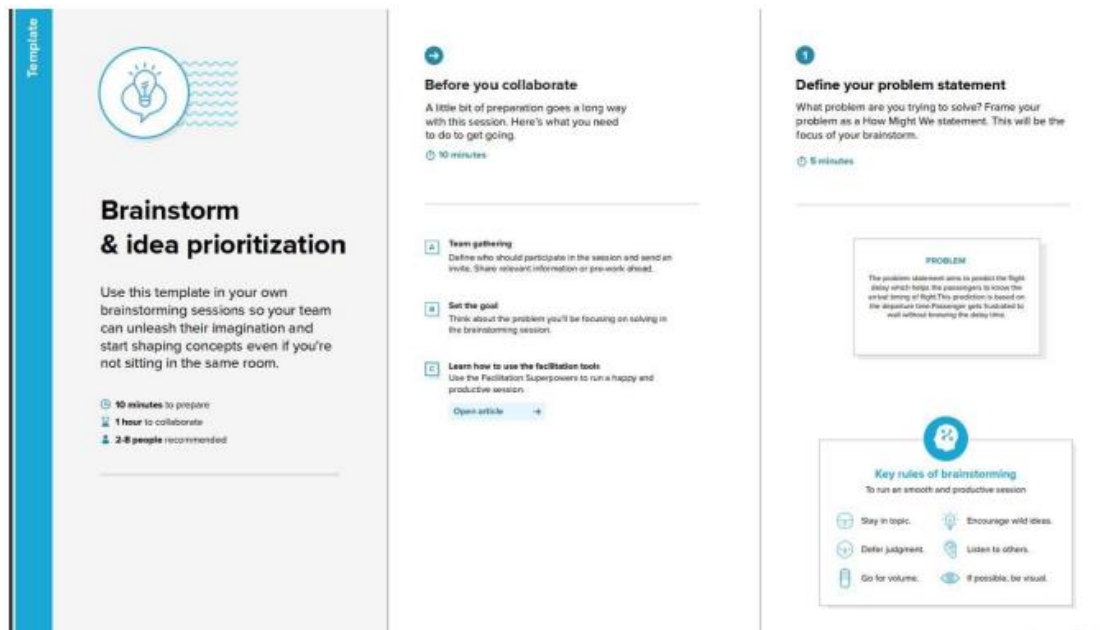 Template
Brainstorm
& idea prioritization
Use this template in your own
brainstorming sessions so your team
can unleash their imagination and
start shaping concepts even if you're
not sitting in the same room.
10 minutes to prepare
1 hour to collaborate
2-8 people recommended
Before you collaborate
A little bit of preparation goes a long way
with this session. Here's what you need
to do to get going.
10 minutes
A
Team gathering
Define who should participate in the session and send an
invite. Share relevant information or pre-work ahead.
B
Set the goal
Think about the problem you'll be focusing on solving in
the brainstorming session.
C
Learn how to use the facilitation tools
Use the Facilitation Superpowers to run a happy and
productive session.
Open article
1
Define your problem statement
What problem are you trying to solve? Frame your
problem as a How Might We statement. This will be the
focus of your brainstorm.
5 minutes
PROBLEM
The problem statement aims to predict the flight
delay which helps the passengers to know the
arrival timing of flight.This prediction is based on
the departure time.Passenger gets frustrated to
wait without knowing the delay time.
Key rules of brainstorming
To run an smooth and productive session
Stay in topic.
Encourage wild ideas.
Defer judgment.
Listen to others.
Go for volume.
If possible, be visual.